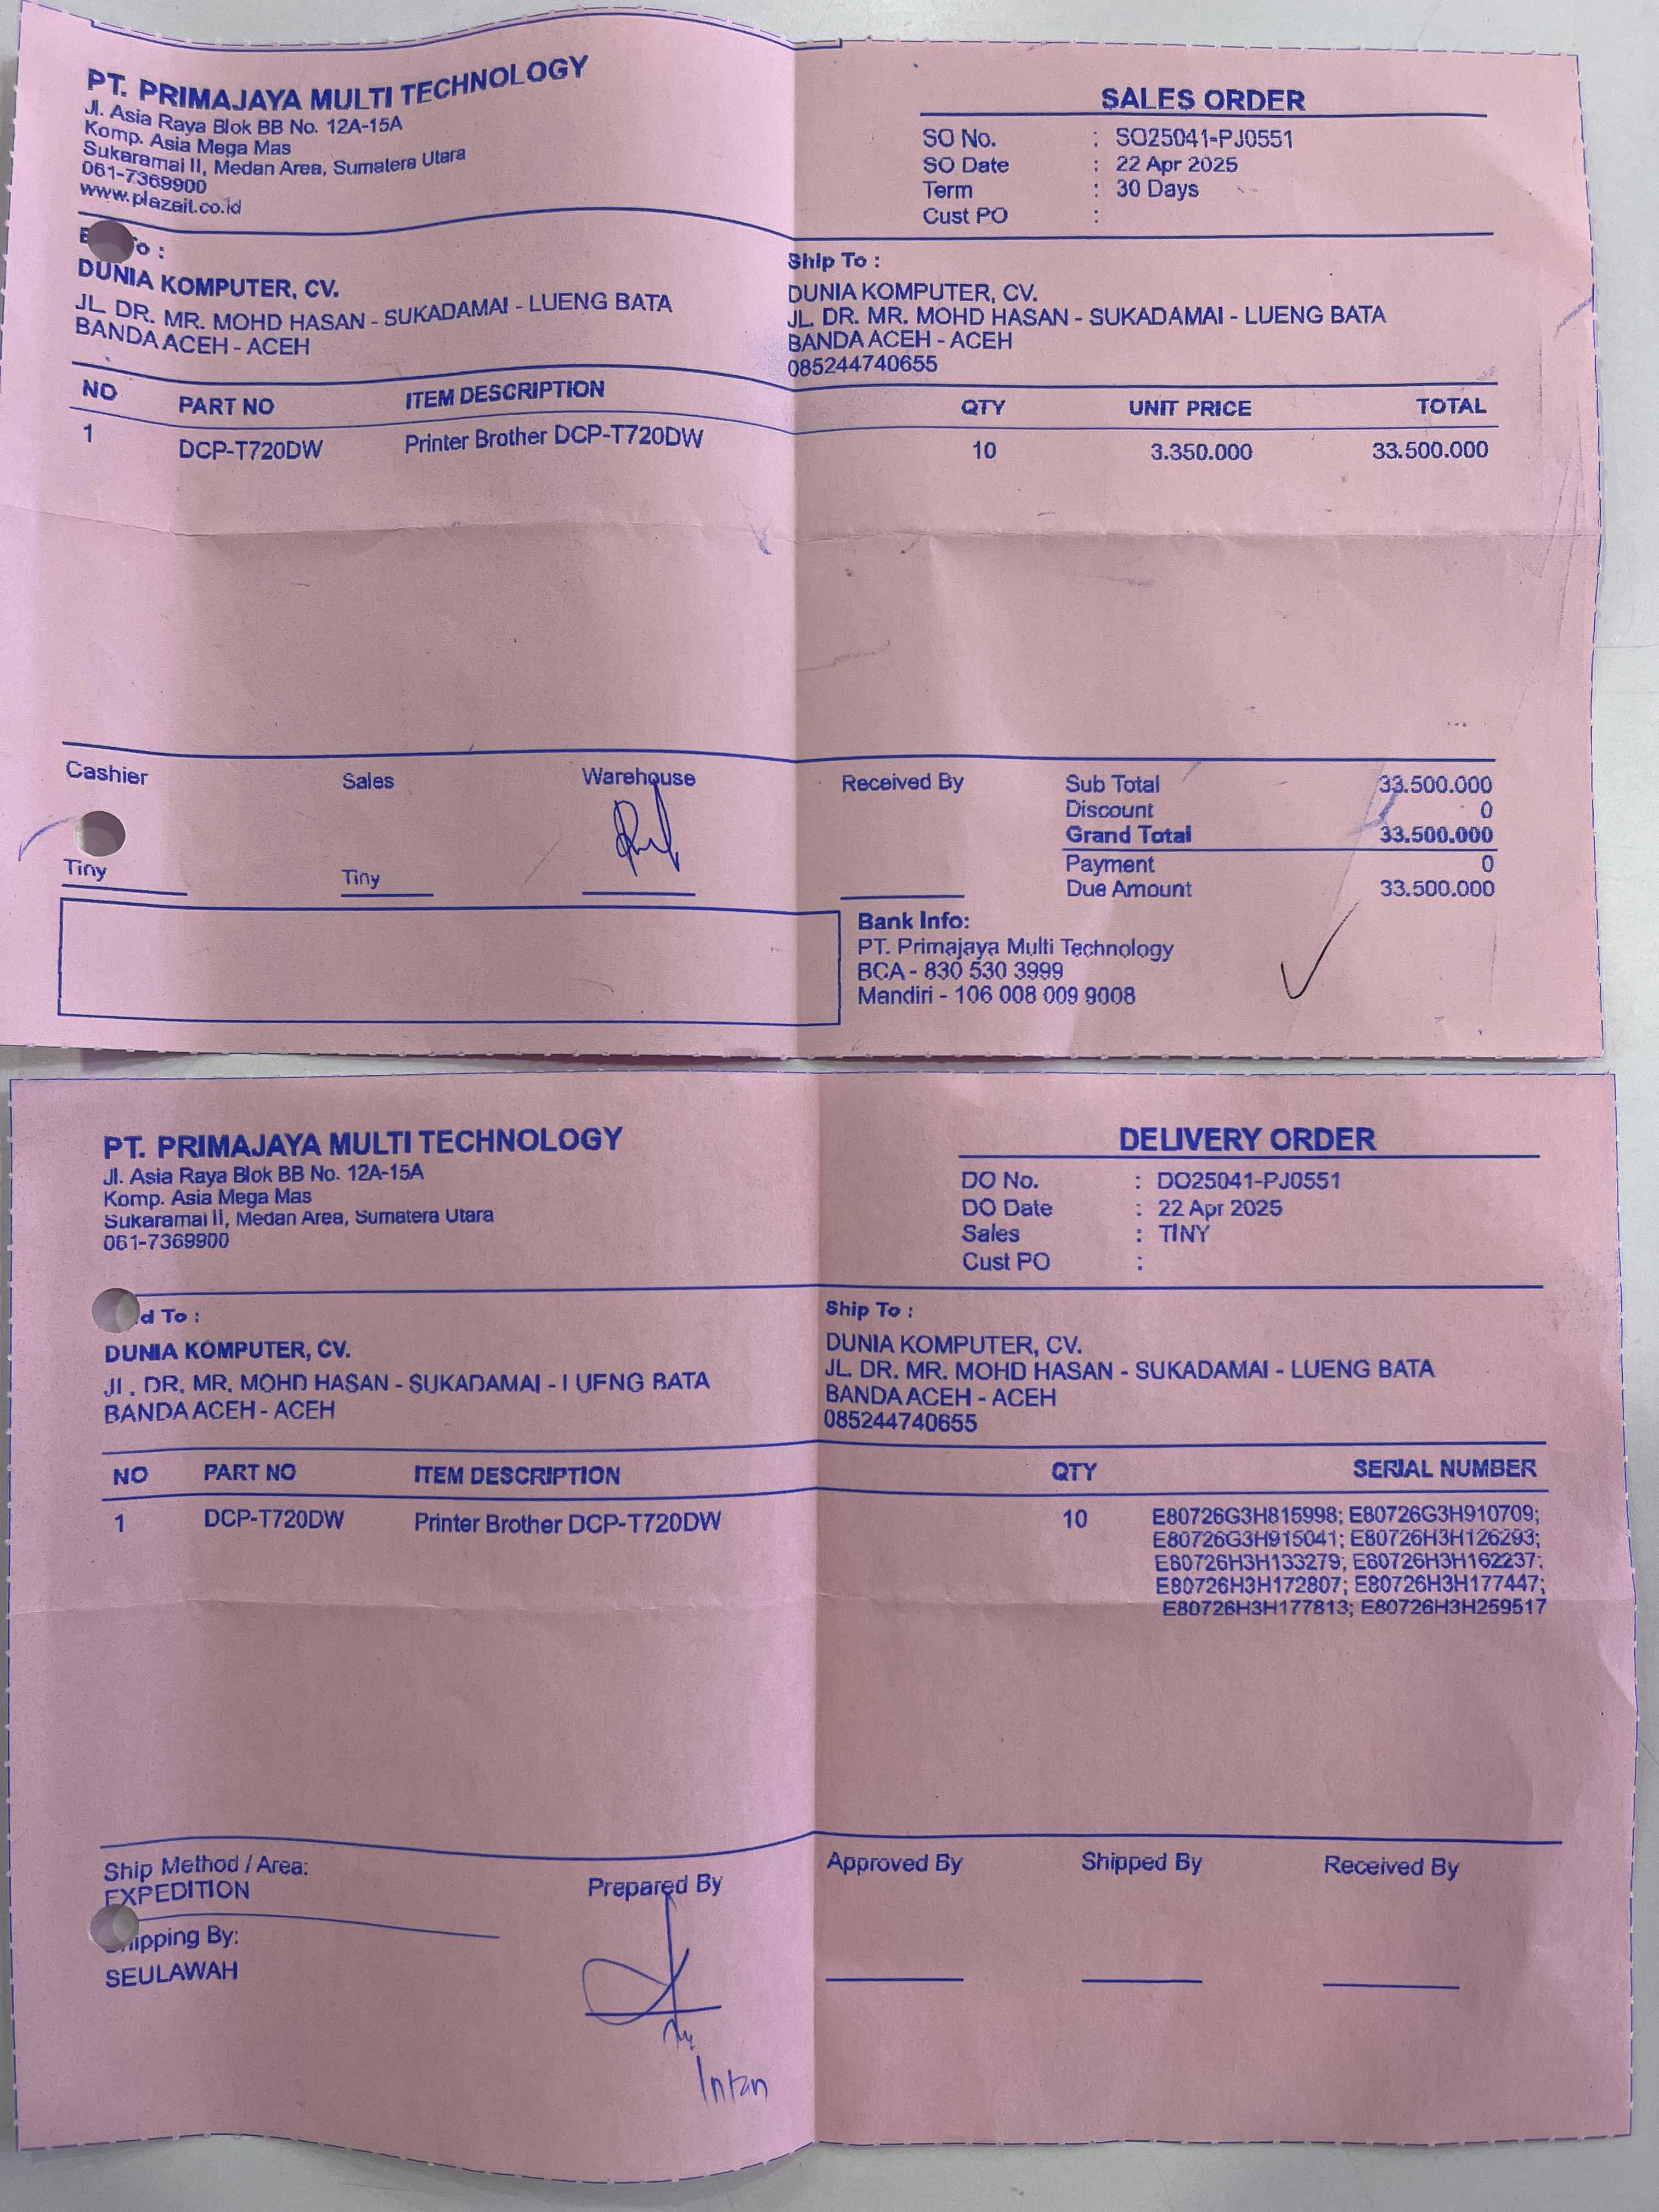 PT. PRIMAJAYA MULTI TECHNOLOGY
Jl. Asia Raya Blok BB No. 12A-15A
Komp. Asia Mega Mas
Sukaramai II, Medan Area, Sumatera Utara
061-7369900
www.plazait.co.id
SALES ORDER
SO No. : SO25041-PJ0551
SO Date : 22 Apr 2025
Term : 30 Days
Cust PO :
To :
DUNIA KOMPUTER, CV.
JL. DR. MR. MOHD HASAN - SUKADAMAI - LUENG BATA
BANDA ACEH - ACEH
Ship To :
DUNIA KOMPUTER, CV.
JL. DR. MR. MOHD HASAN - SUKADAMAI - LUENG BATA
BANDA ACEH - ACEH
085244740655
NO PART NO ITEM DESCRIPTION QTY UNIT PRICE TOTAL
1 DCP-T720DW Printer Brother DCP-T720DW 10 3.350.000 33.500.000
Cashier Sales Warehouse Received By
Tiny Tiny
Sub Total 33.500.000
Discount 0
Grand Total 33.500.000
Payment 0
Due Amount 33.500.000
Bank Info:
PT. Primajaya Multi Technology
BCA - 830 530 3999
Mandiri - 106 008 009 9008
PT. PRIMAJAYA MULTI TECHNOLOGY
Jl. Asia Raya Blok BB No. 12A-15A
Komp. Asia Mega Mas
Sukaramai II, Medan Area, Sumatera Utara
061-7369900
DELIVERY ORDER
DO No. : DO25041-PJ0551
DO Date : 22 Apr 2025
Sales : TINY
Cust PO :
d To :
DUNIA KOMPUTER, CV.
JL. DR. MR. MOHD HASAN - SUKADAMAI - LUENG BATA
BANDA ACEH - ACEH
Ship To :
DUNIA KOMPUTER, CV.
JL. DR. MR. MOHD HASAN - SUKADAMAI - LUENG BATA
BANDA ACEH - ACEH
085244740655
NO PART NO ITEM DESCRIPTION QTY SERIAL NUMBER
1 DCP-T720DW Printer Brother DCP-T720DW 10 E80726G3H815998; E80726G3H910709;
E80726G3H915041; E80726H3H126293;
E80726H3H133279; E80726H3H162237;
E80726H3H172807; E80726H3H177447;
E80726H3H177813; E80726H3H259517
Ship Method / Area:
EXPEDITION
Shipping By:
SEULAWAH
Prepared By Approved By Shipped By Received By
Intan